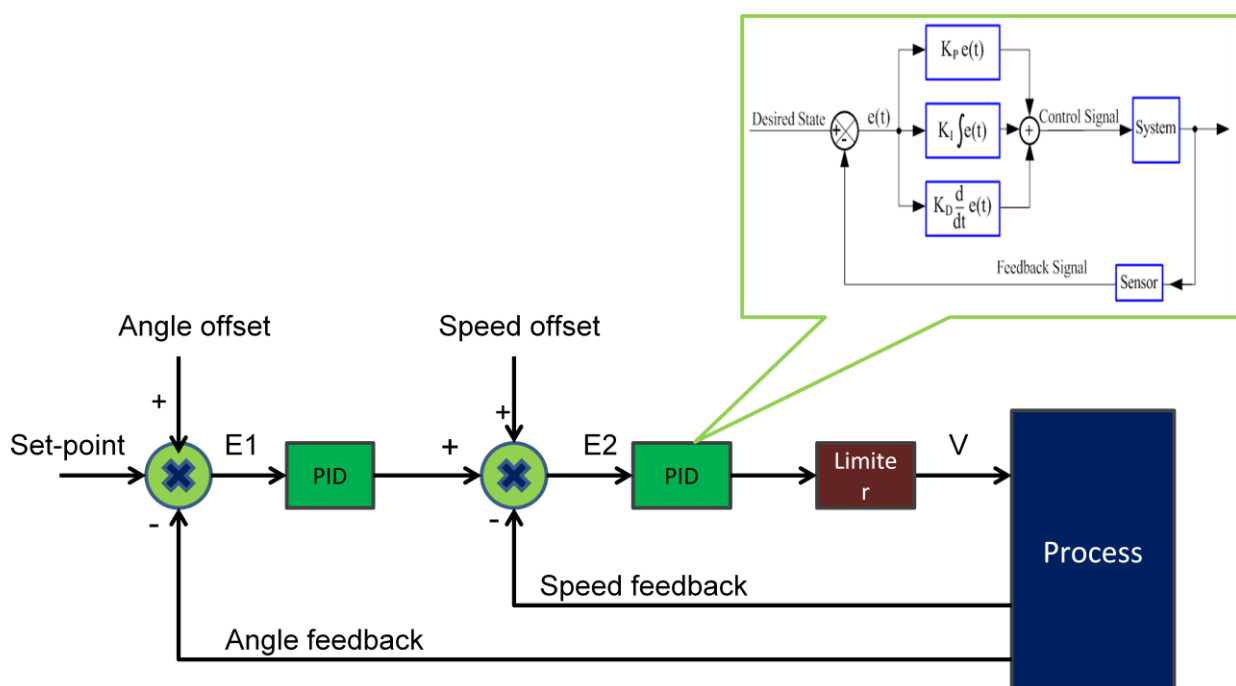 K_P e(t)
Desired State
+
-
e(t)
K_I ∫e(t)
+
Control Signal
System
K_D d/dt e(t)
Feedback Signal
Sensor
Angle offset
Speed offset
+
+
Set-point
E1
+
E2
V
PID
PID
Limite
r
-
-
Process
Speed feedback
Angle feedback